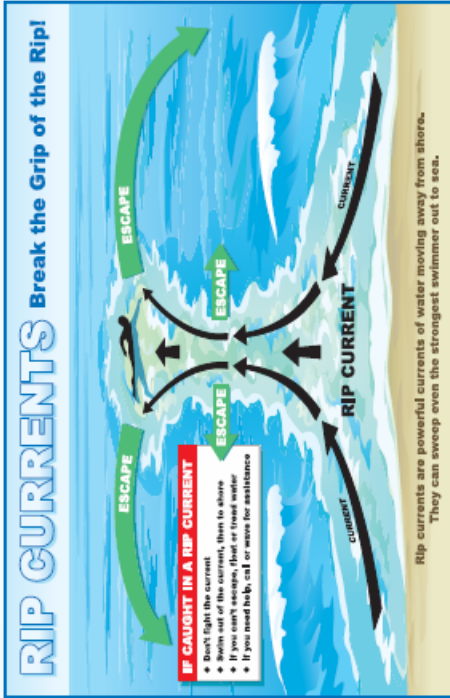 RIP CURRENTS Break the Grip of the Rip!
ESCAPE
ESCAPE
ESCAPE
ESCAPE
IF CAUGHT IN A RIP CURRENT
♦ Don't fight the current
♦ Swim out of the current, then to shore
♦ If you can't escape, float or tread water
♦ If you need help, call or wave for assistance
RIP CURRENT
CURRENT
CURRENT
Rip currents are powerful currents of water moving away from shore.
They can sweep even the strongest swimmer out to sea.